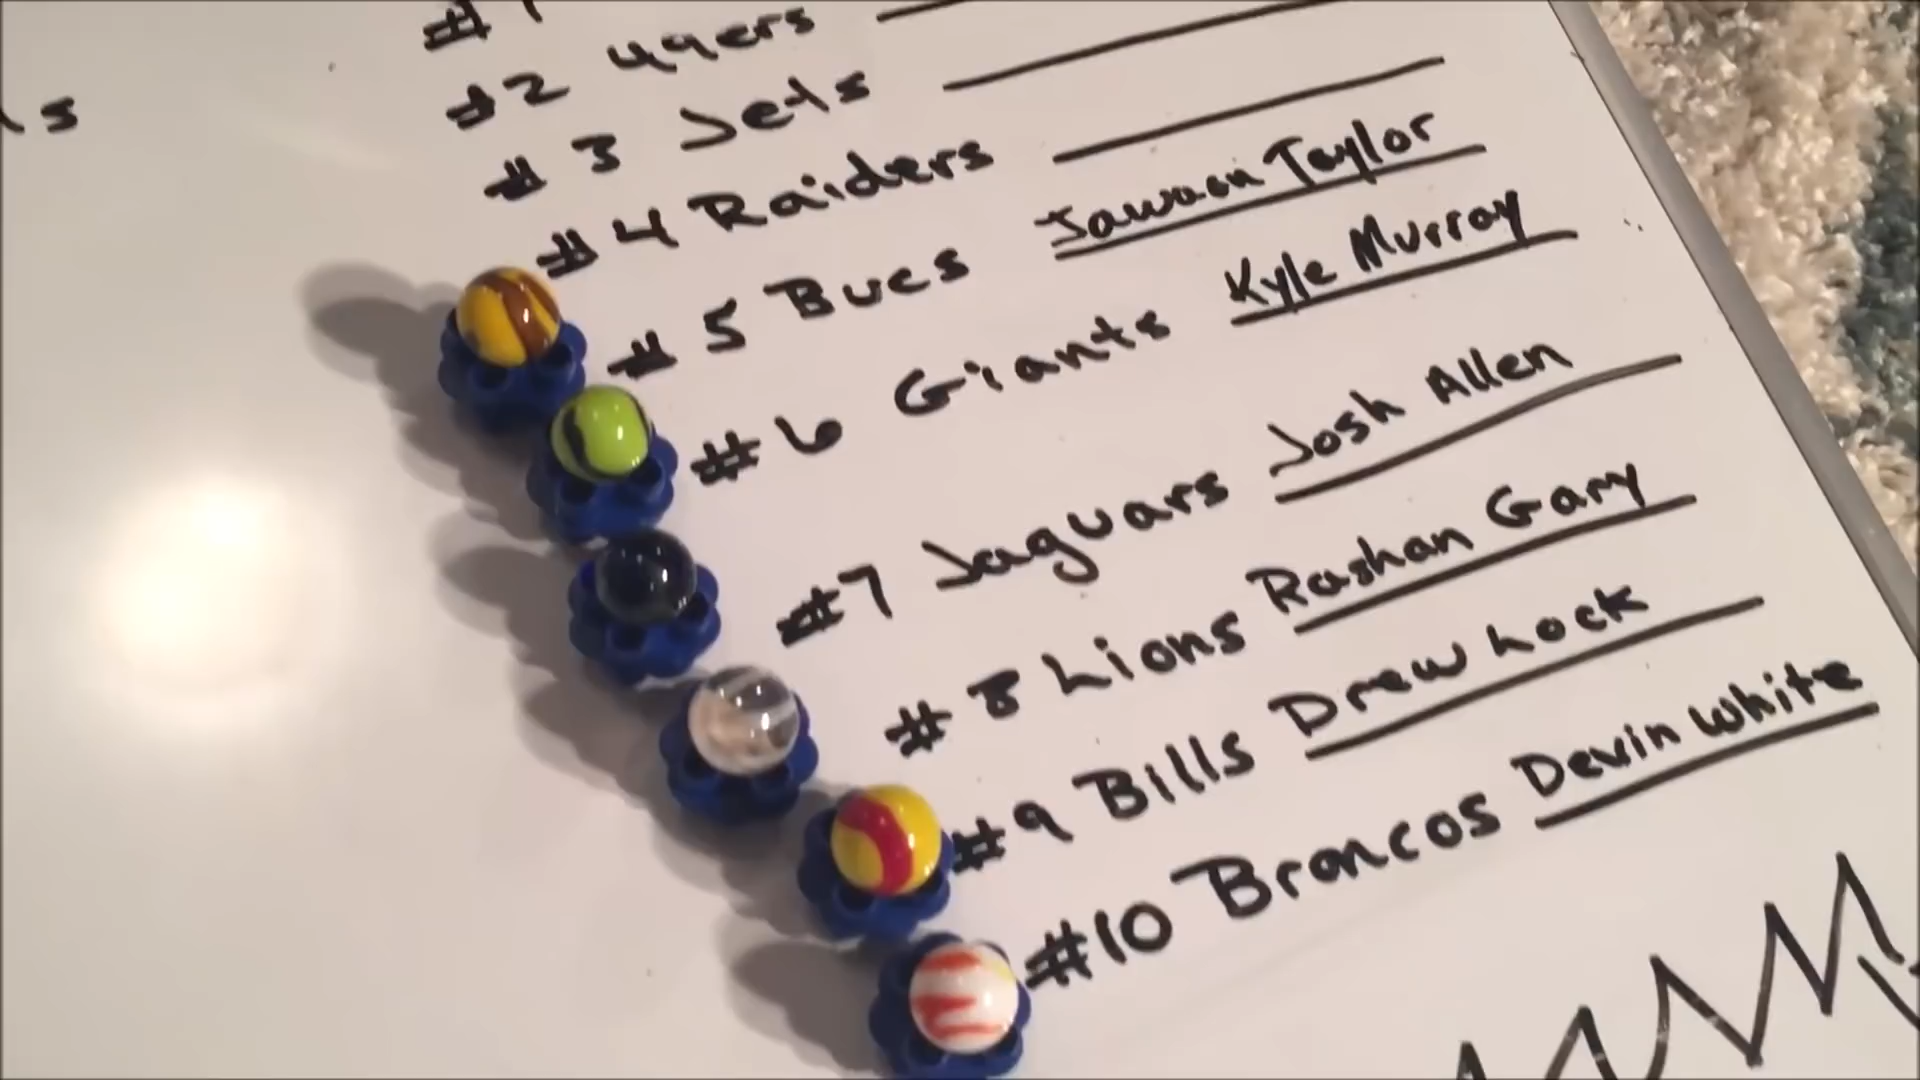 #1
#2 49ers
#3 Jets
#4 Raiders
#5 Bucs Jawaan Taylor
#6 Giants Kyle Murray
#7 Jaguars Josh Allen
#8 Lions Rashan Gary
#9 Bills Drew Lock
#10 Broncos Devin White